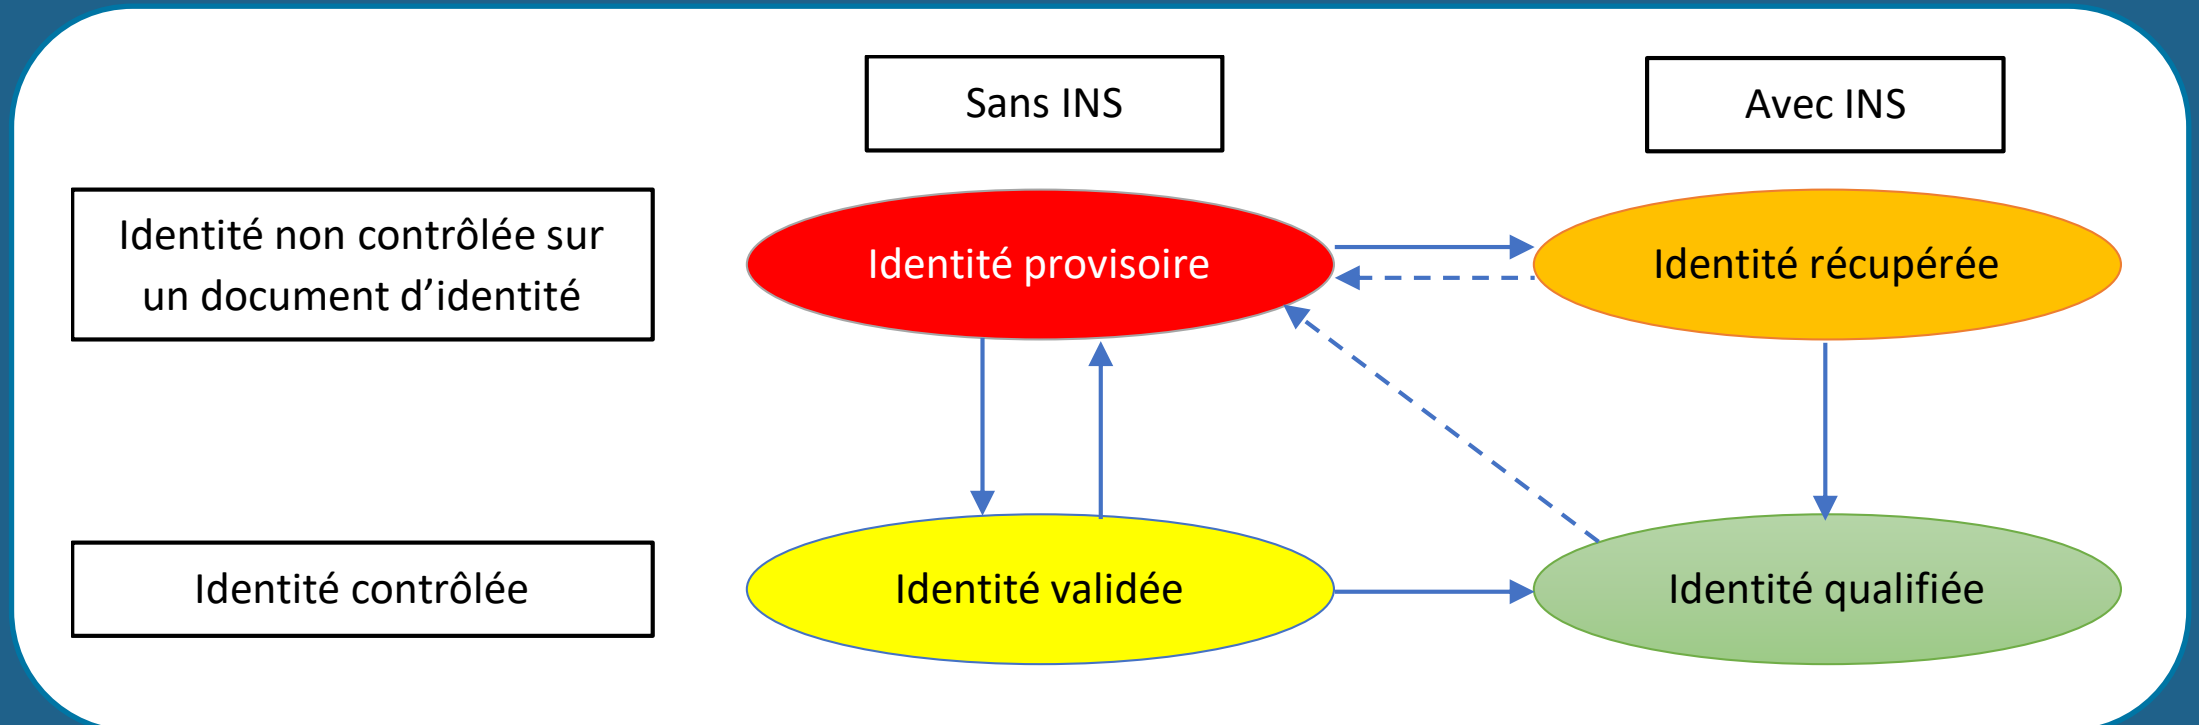 Sans INS
Avec INS
Identité non contrôlée sur
un document d’identité
Identité provisoire
Identité récupérée
Identité contrôlée
Identité validée
Identité qualifiée